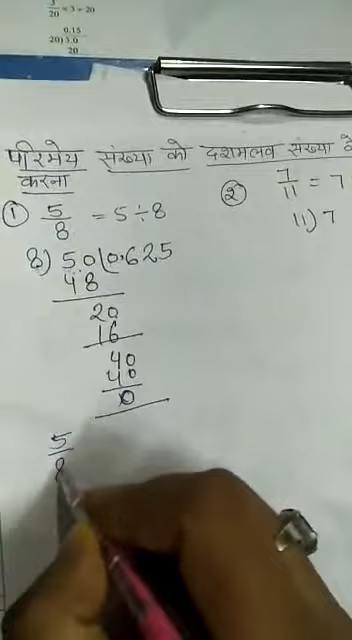 3/20 = 3 ÷ 20
0.15
20)3.0
20
परिमेय संख्या को दशमलव संख्या
करना
① 5/8 = 5 ÷ 8
8) 5.0(0.625
48
20
16
40
40
0
5/8
② 7/11 = 7
11) 7